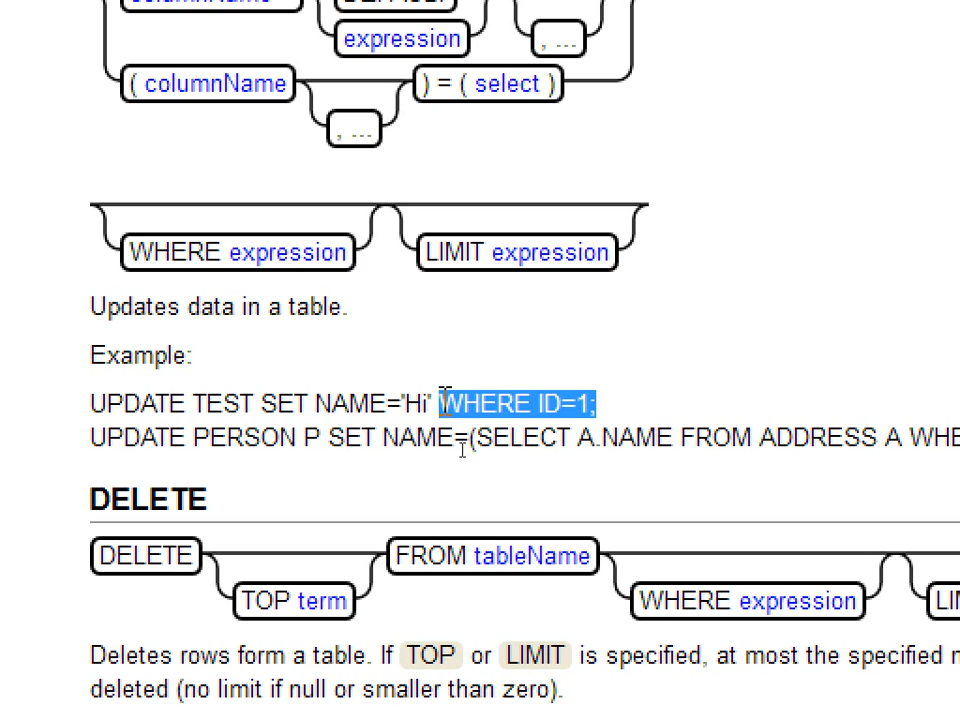 expression
, ...
( columnName ) = ( select )
, ...
WHERE expression LIMIT expression
Updates data in a table.
Example:
UPDATE TEST SET NAME='Hi' WHERE ID=1;
UPDATE PERSON P SET NAME=(SELECT A.NAME FROM ADDRESS A
DELETE
DELETE FROM tableName
TOP term WHERE expression
Deletes rows form a table. If TOP or LIMIT is specified, at most the specified
deleted (no limit if null or smaller than zero).